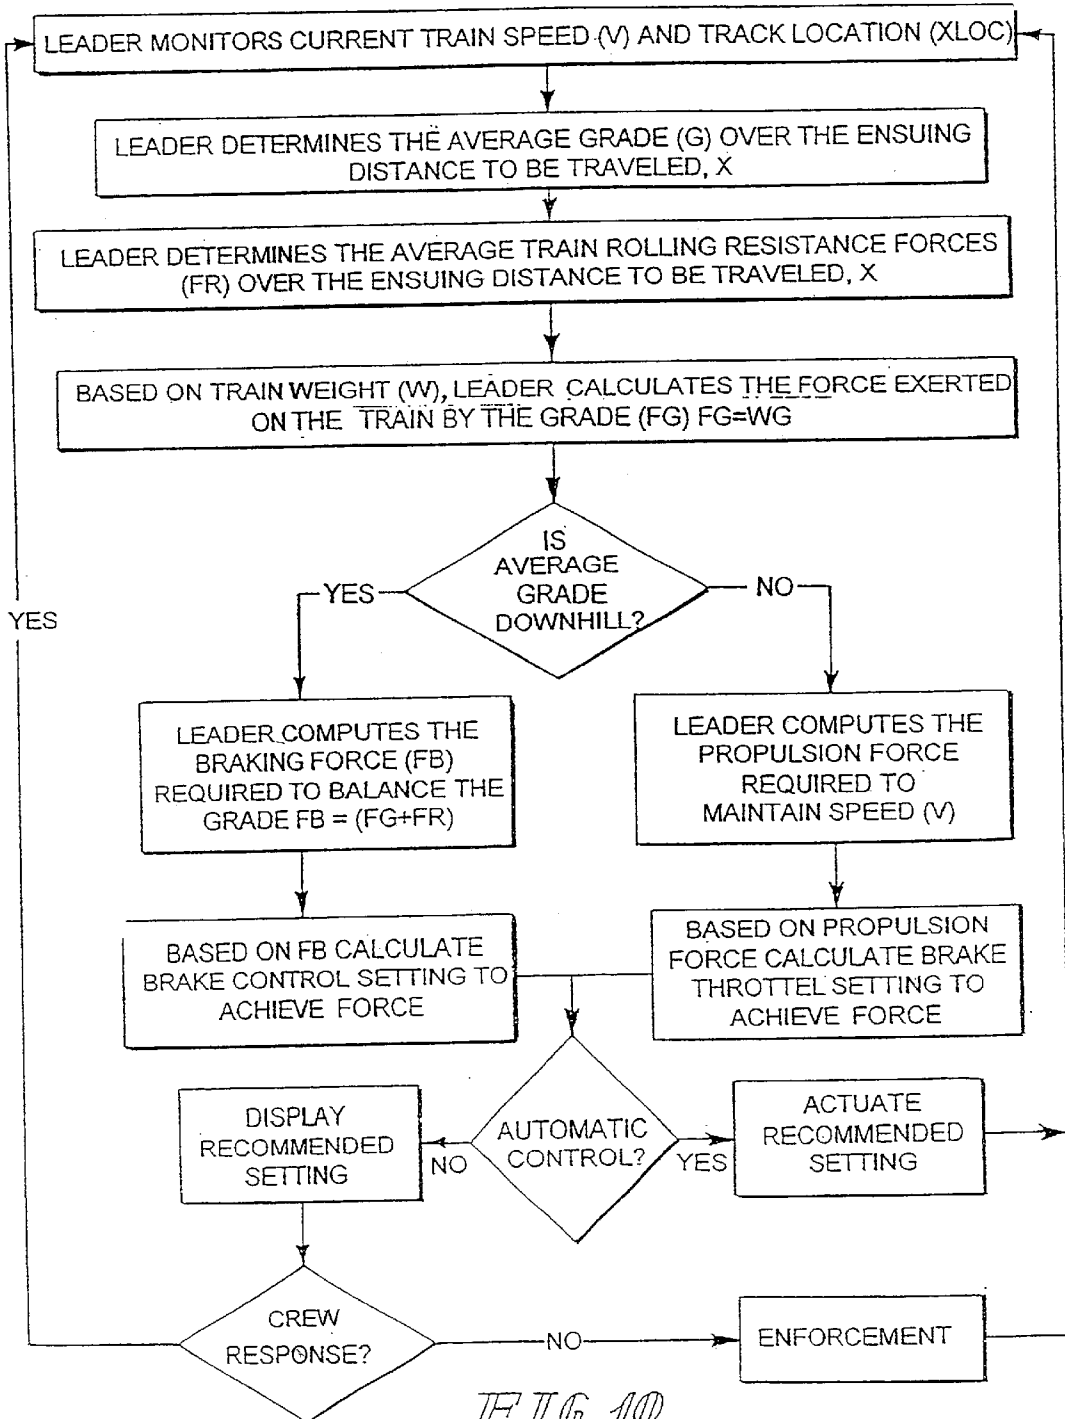 LEADER MONITORS CURRENT TRAIN SPEED (V) AND TRACK LOCATION (XLOC)
LEADER DETERMINES THE AVERAGE GRADE (G) OVER THE ENSUING
DISTANCE TO BE TRAVELED, X
LEADER DETERMINES THE AVERAGE TRAIN ROLLING RESISTANCE FORCES
(FR) OVER THE ENSUING DISTANCE TO BE TRAVELED, X
BASED ON TRAIN WEIGHT (W), LEADER CALCULATES THE FORCE EXERTED
ON THE TRAIN BY THE GRADE (FG) FG=WG
IS
AVERAGE
GRADE
DOWNHILL?
YES
NO
YES
LEADER COMPUTES THE
BRAKING FORCE (FB)
REQUIRED TO BALANCE THE
GRADE FB = (FG+FR)
LEADER COMPUTES THE
PROPULSION FORCE
REQUIRED TO
MAINTAIN SPEED (V)
BASED ON FB CALCULATE
BRAKE CONTROL SETTING TO
ACHIEVE FORCE
BASED ON PROPULSION
FORCE CALCULATE BRAKE
THROTTEL SETTING TO
ACHIEVE FORCE
DISPLAY
RECOMMENDED
SETTING
NO
AUTOMATIC
CONTROL?
YES
ACTUATE
RECOMMENDED
SETTING
CREW
RESPONSE?
NO
ENFORCEMENT
FIG. 10